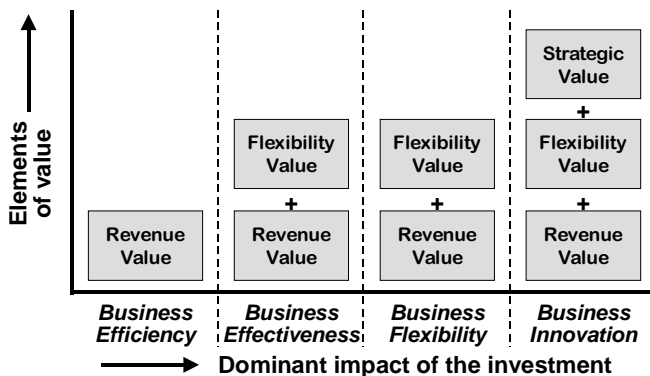 Elements
of value
Strategic
Value
+
Flexibility
Value
Flexibility
Value
Flexibility
Value
+
+
+
Revenue
Value
Revenue
Value
Revenue
Value
Revenue
Value
Business
Efficiency
Business
Effectiveness
Business
Flexibility
Business
Innovation
Dominant impact of the investment